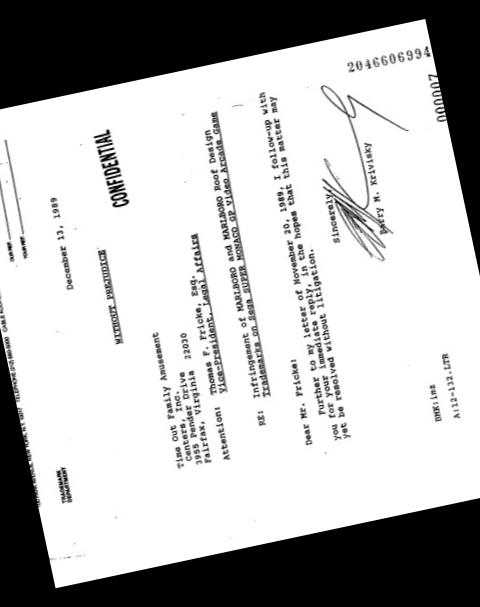 TRADEMARK
DEPARTMENT
December 13, 1989
CONFIDENTIAL
WITHOUT PREJUDICE
Time Out Family Amusement
Centers, Inc.
3955 Pender Drive 22030
Fairfax, Virginia
Attention: Thomas F. Fricke, Esq.
Vice-President, Legal Affairs
RE: Infringement of MARLBORO and MARLBORO Roof Design
Trademarks on Sega SUPER MONACO GP Video Arcade Game
Dear Mr. Fricke:
Further to my letter of November 20, 1989, I follow-up with
you for your immediate reply, in the hopes that this matter may
yet be resolved without litigation.
Sincerely,
Barry M. Krivisky
DMK:imz
A:12-132.LTR
2046606994
000007